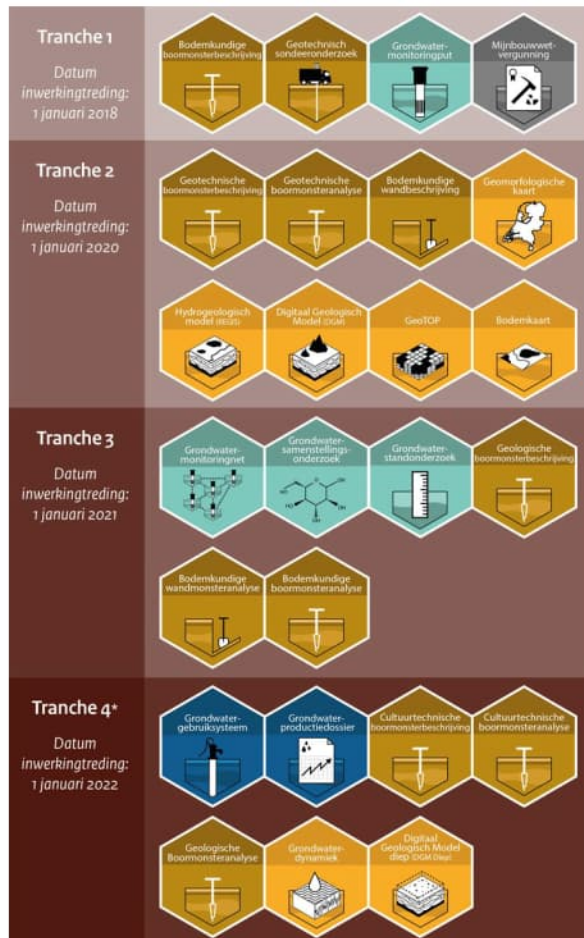 Tranche 1
Datum
inwerkingtreding:
1 januari 2018
Bodemkundige
boormonsterbeschrijving
Geotechnisch
sondeeronderzoek
Grondwater-
monitoringput
Mijnbouwwet-
vergunning
Tranche 2
Datum
inwerkingtreding:
1 januari 2020
Geotechnische
boormonsterbeschrijving
Geotechnische
boormonsteranalyse
Bodemkundige
wandbeschrijving
Geomorfologische
kaart
Hydrogeologisch
model (REGIS)
Digitaal Geologisch
Model (DGM)
GeoTOP
Bodemkaart
Tranche 3
Datum
inwerkingtreding:
1 januari 2021
Grondwater-
monitoringnet
Grondwater-
samenstellings-
onderzoek
Grondwater-
standonderzoek
Geologische
boormonsterbeschrijving
Bodemkundige
wandmonsteranalyse
Bodemkundige
boormonsteranalyse
Tranche 4*
Datum
inwerkingtreding:
1 januari 2022
Grondwater-
gebruiksysteem
Grondwater-
productiedossier
Cultuurtechnische
boormonsterbeschrijving
Cultuurtechnische
boormonsteranalyse
Geologische
Boormonsteranalyse
Grondwater-
dynamiek
Digitaal
Geologisch Model
diep (DGM Diep)